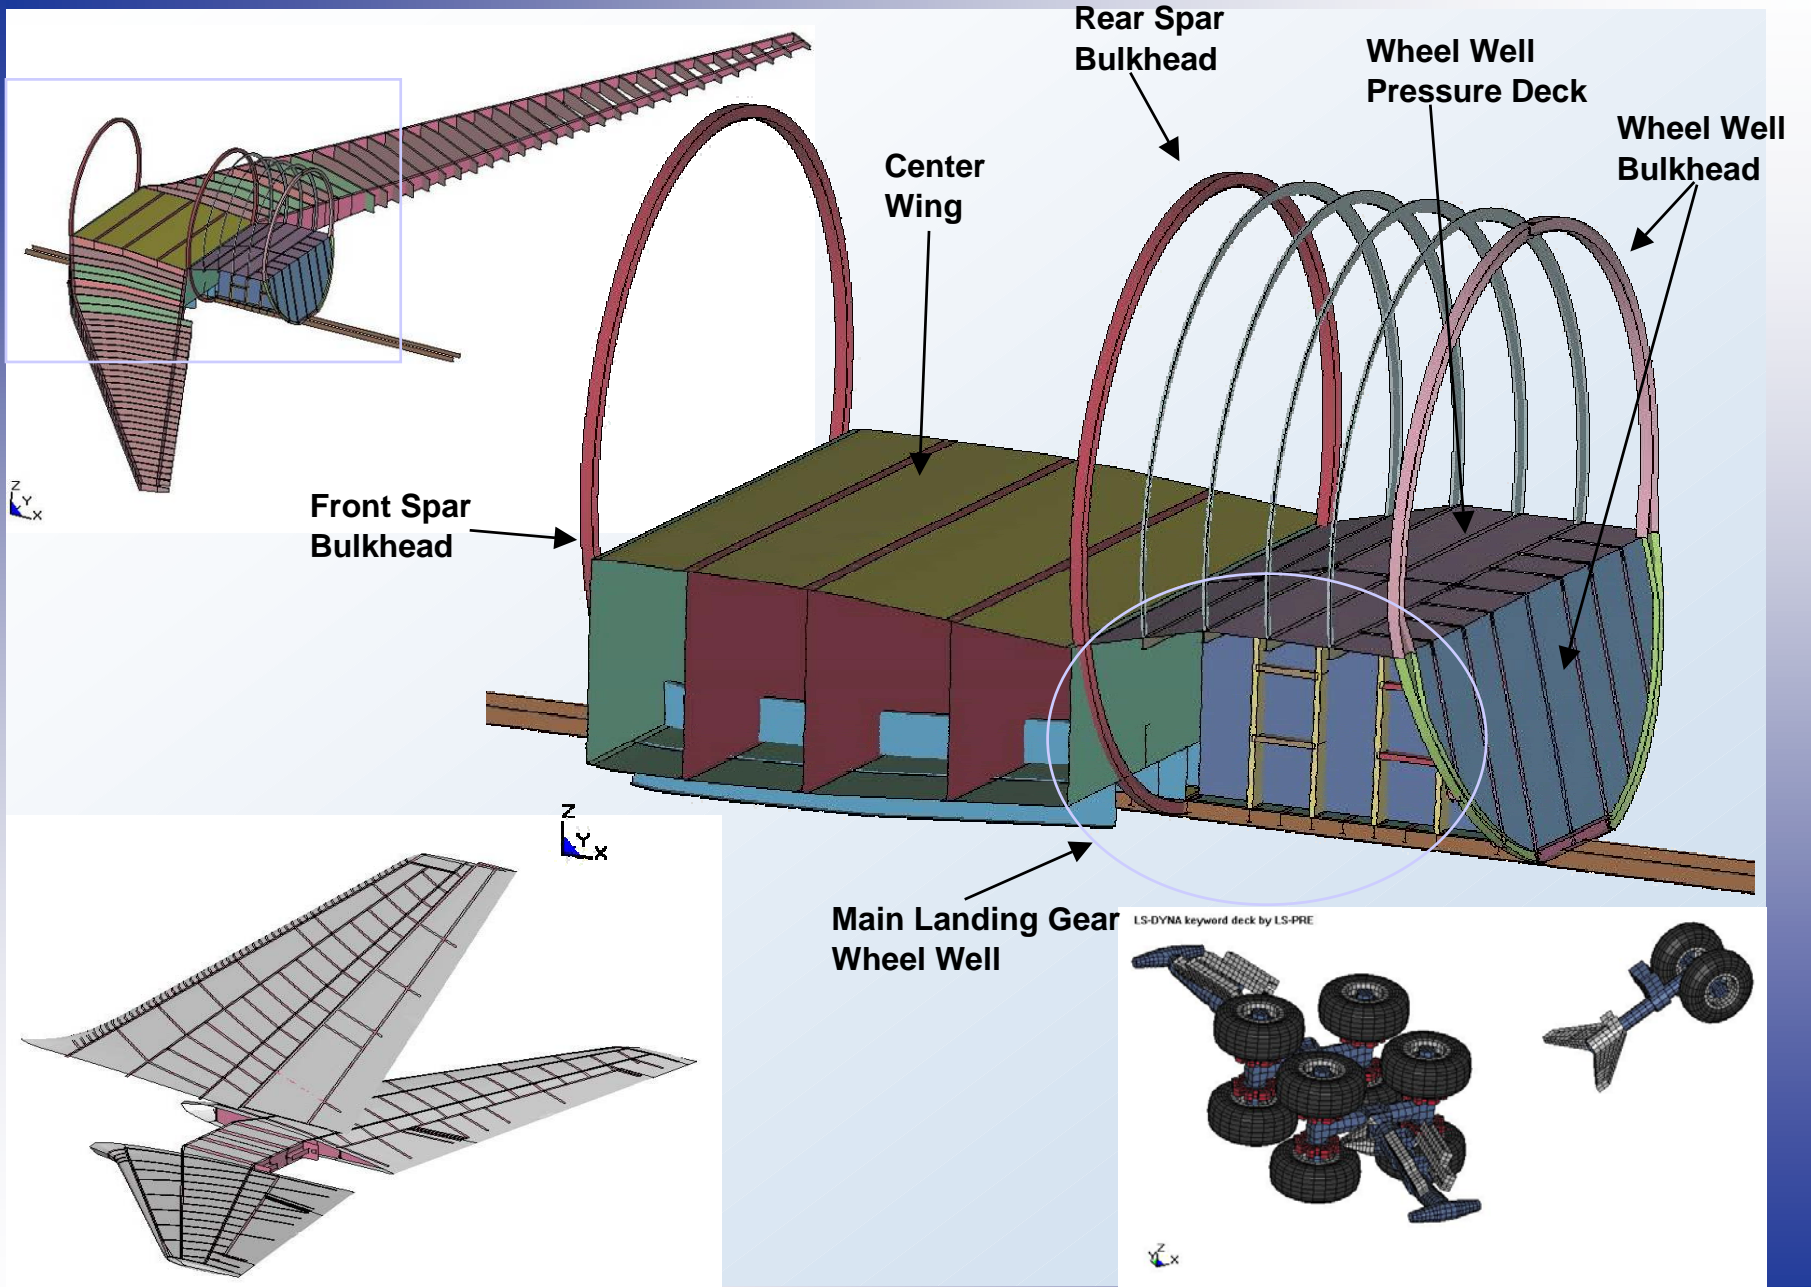 Rear Spar
Bulkhead
Wheel Well
Pressure Deck
Wheel Well
Bulkhead
Center
Wing
Front Spar
Bulkhead
Z
Y
X
Z
Y
X
Main Landing Gear
Wheel Well
LS-DYNA keyword deck by LS-PRE
Z
Y
X